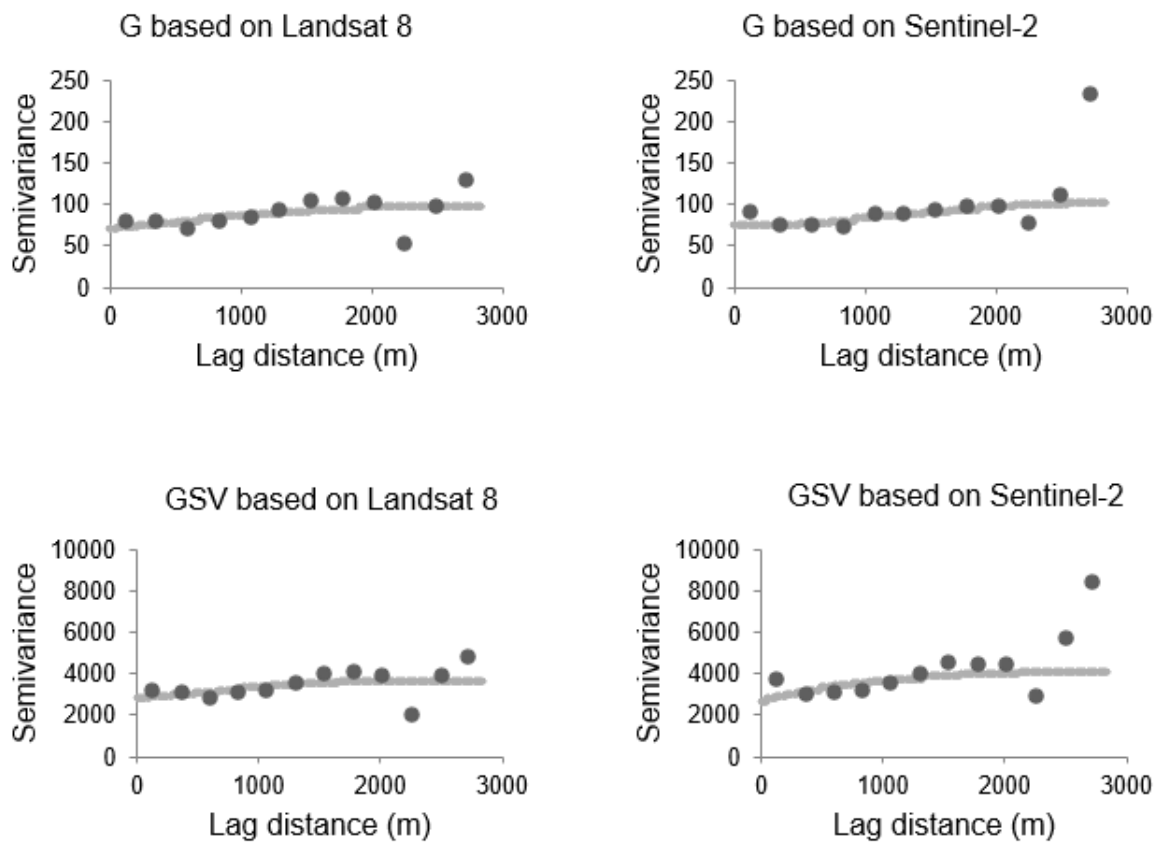 G based on Landsat 8
Semivariance
250
200
150
100
50
0
0 1000 2000 3000
Lag distance (m)
G based on Sentinel-2
Semivariance
250
200
150
100
50
0
0 1000 2000 3000
Lag distance (m)
GSV based on Landsat 8
Semivariance
10000
8000
6000
4000
2000
0
0 1000 2000 3000
Lag distance (m)
GSV based on Sentinel-2
Semivariance
10000
8000
6000
4000
2000
0
0 1000 2000 3000
Lag distance (m)